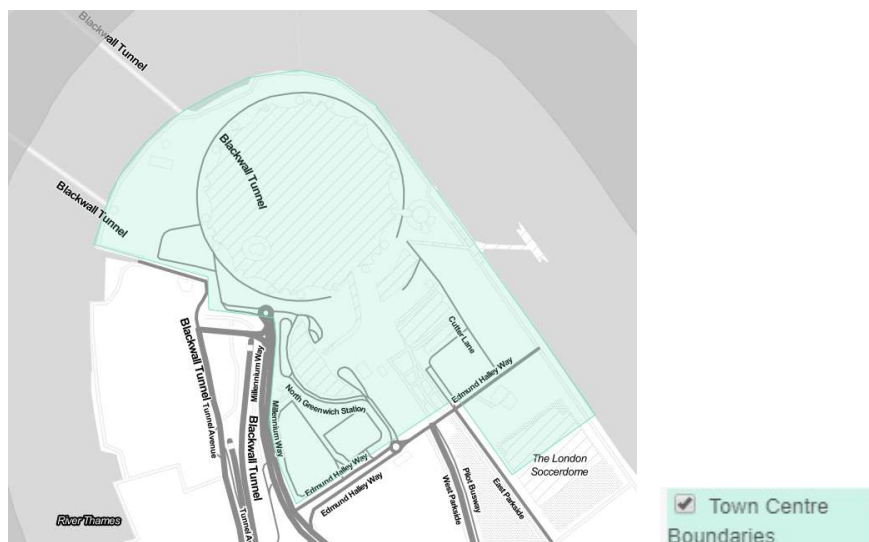 Blackwall Tunnel
Blackwall Tunnel
Blackwall Tunnel
Cutter Lane
Blackwall Tunnel
Tunnel Avenue
Millennium Way
Edmund Halley Way
North Greenwich Station
Millennium Way
Blackwall Tunnel
Edmund Halley Way
Edmund Halley Way
The London
Soccerdome
West Parkside
Pilot Busway
East Parkside
River Thames
Tunnel A
Town Centre
Boundaries